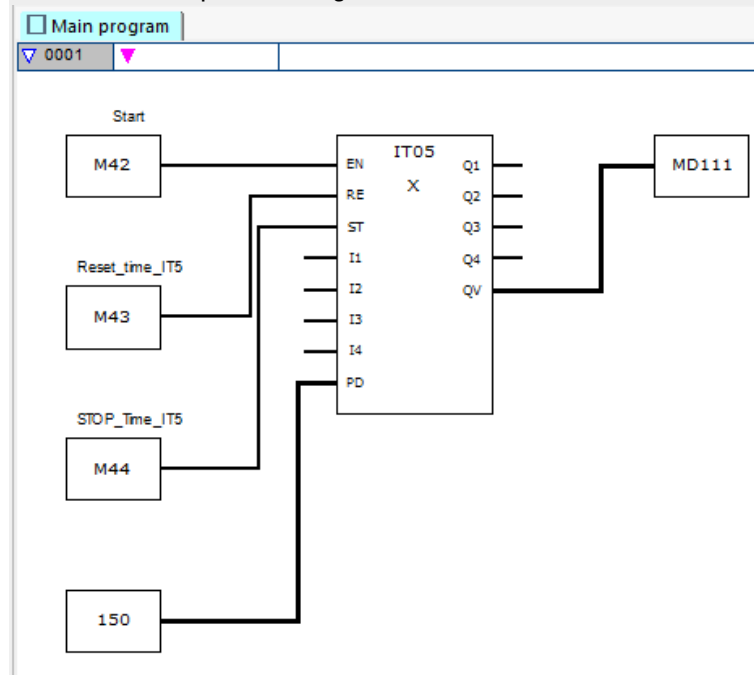 Main program
0001
Start
M42
Reset_time_IT5
M43
STOP_Time_IT5
M44
150
IT05
X
EN
RE
ST
I1
I2
I3
I4
PD
Q1
Q2
Q3
Q4
QV
MD111